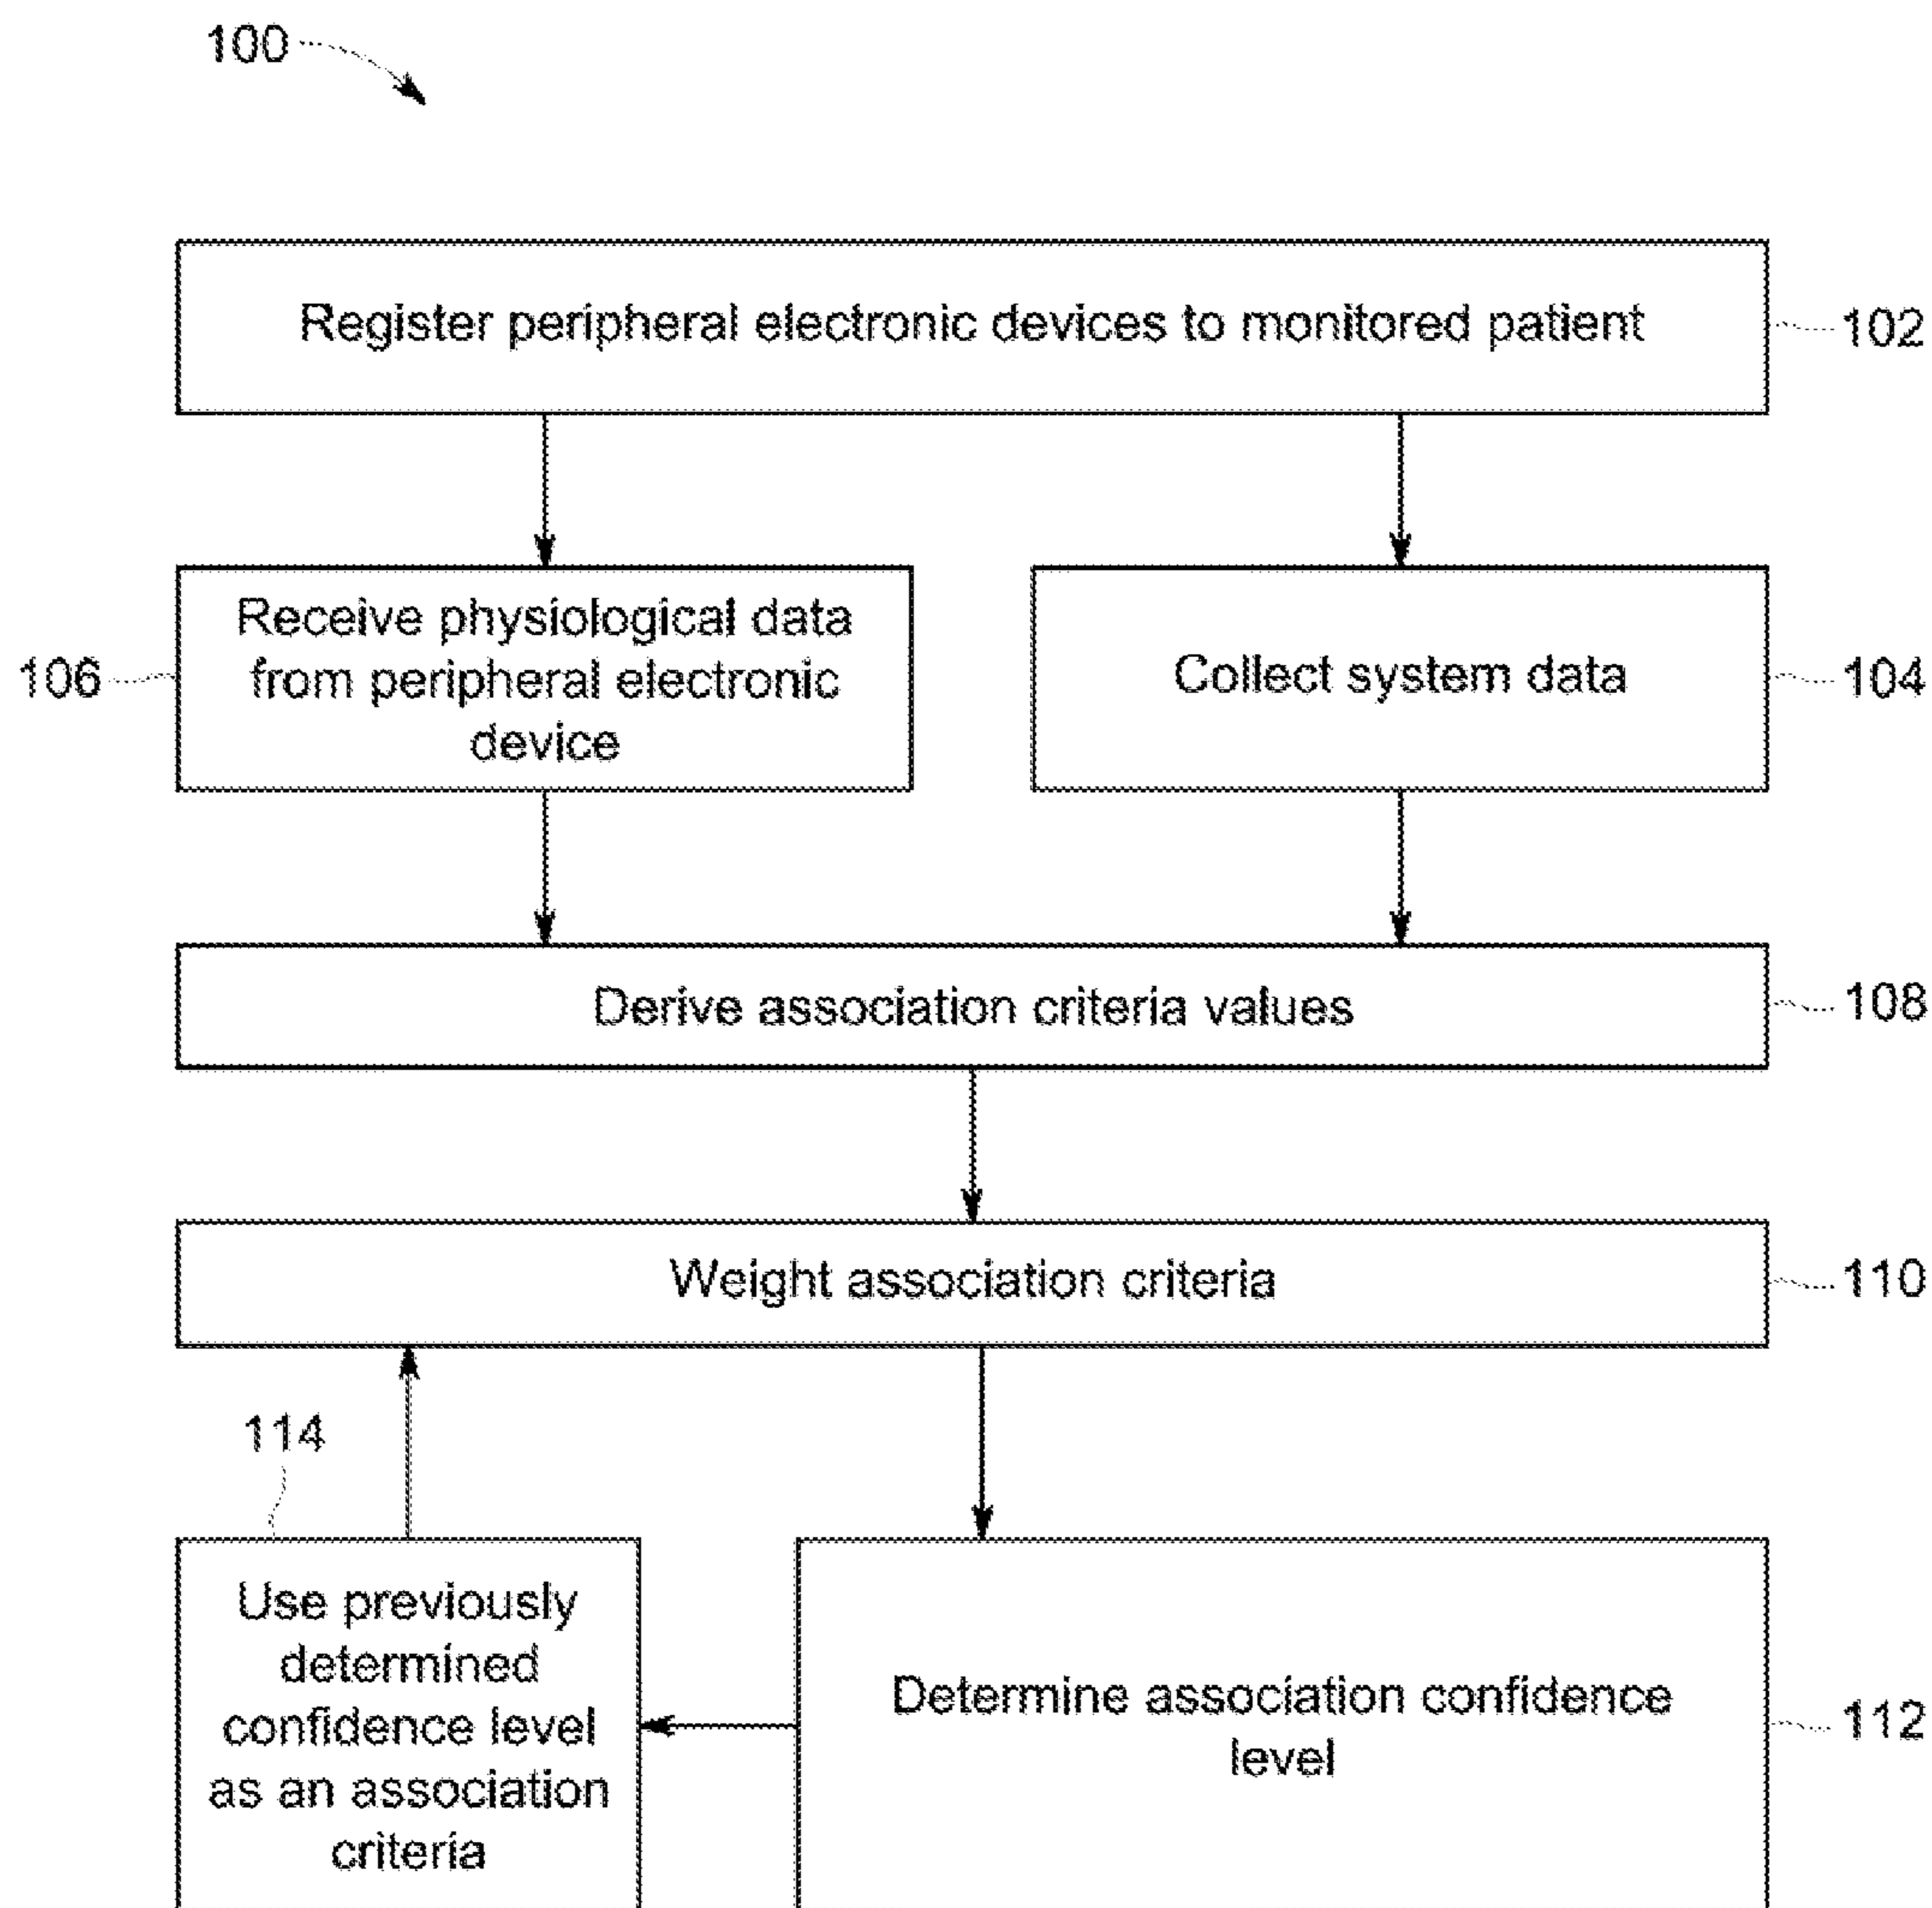 100
Register peripheral electronic devices to monitored patient
102
106
Receive physiological data
from peripheral electronic
device
Collect system data
104
Derive association criteria values
108
Weight association criteria
110
114
Use previously
determined
confidence level
as an association
criteria
Determine association confidence
level
112